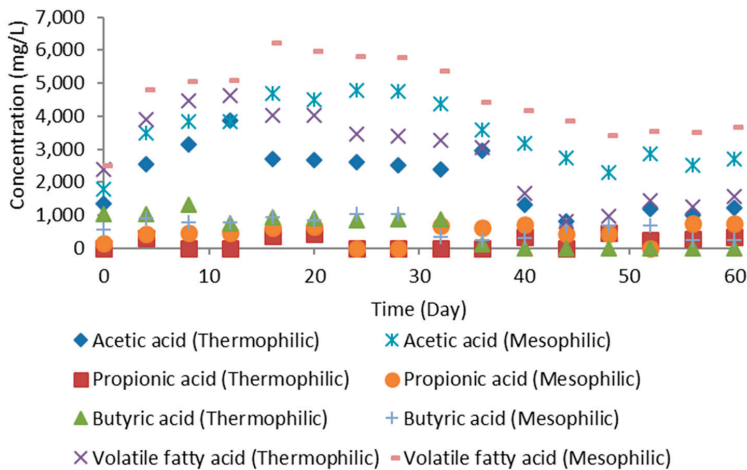 7,000
6,000
5,000
4,000
3,000
2,000
1,000
0
Concentration (mg/L)
0 10 20 30 40 50 60
Time (Day)
Acetic acid (Thermophilic) Acetic acid (Mesophilic)
Propionic acid (Thermophilic) Propionic acid (Mesophilic)
Butyric acid (Thermophilic) Butyric acid (Mesophilic)
Volatile fatty acid (Thermophilic) Volatile fatty acid (Mesophilic)